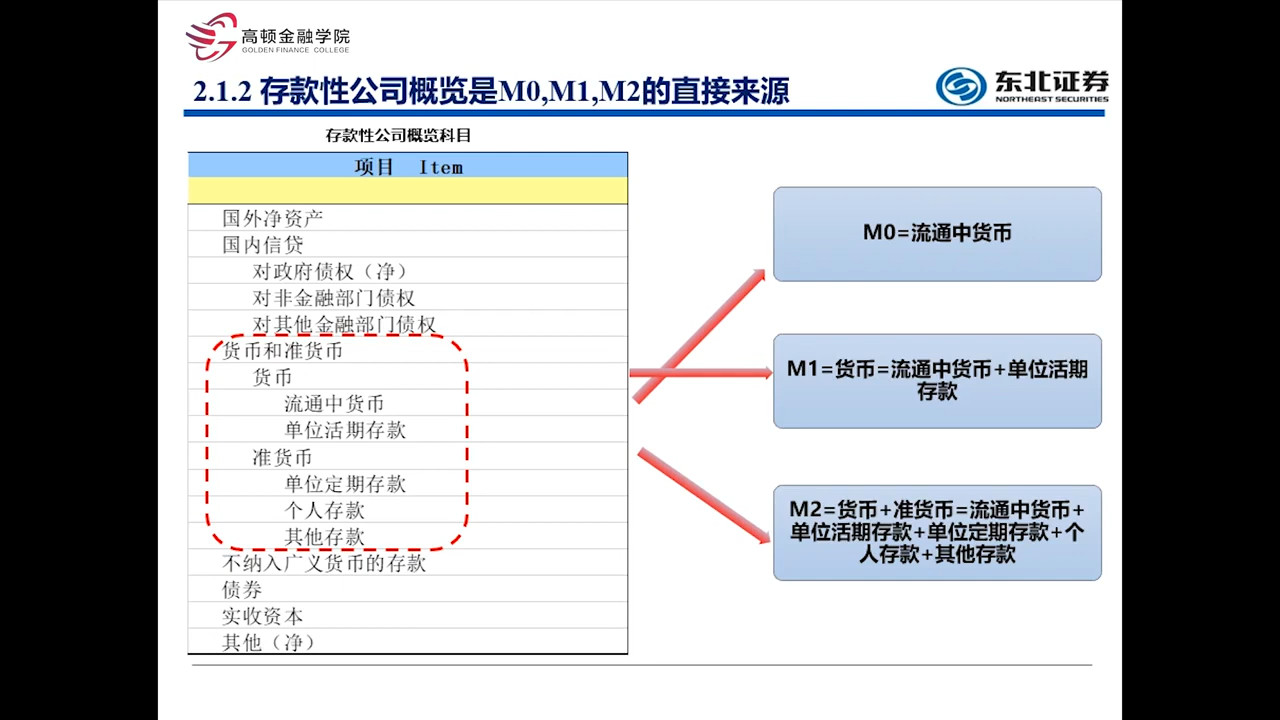 高顿金融学院
GOLDEN FINANCE COLLEGE
2.1.2 存款性公司概览是M0,M1,M2的直接来源
东北证券
NORTHEAST SECURITIES
存款性公司概览科目
项目 Item
国外净资产
国内信贷
对政府债权（净）
对非金融部门债权
对其他金融部门债权
货币和准货币
货币
流通中货币
单位活期存款
准货币
单位定期存款
个人存款
其他存款
不纳入广义货币的存款
债券
实收资本
其他（净）
M0=流通中货币
M1=货币=流通中货币+单位活期
存款
M2=货币+准货币=流通中货币+
单位活期存款+单位定期存款+个
人存款+其他存款